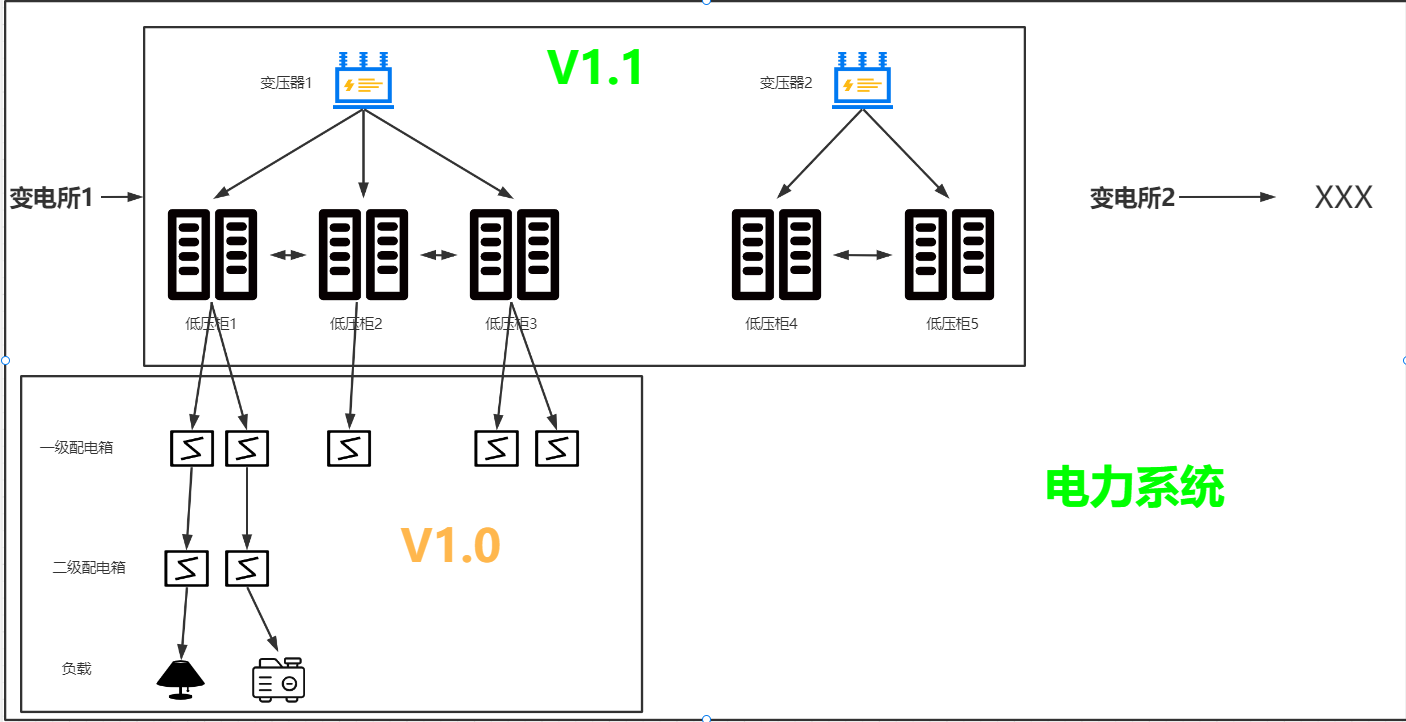 V1.1
变压器1
变压器2
变电所1
变电所2
XXX
低压柜1
低压柜2
低压柜3
低压柜4
低压柜5
一级配电箱
电力系统
V1.0
二级配电箱
负载